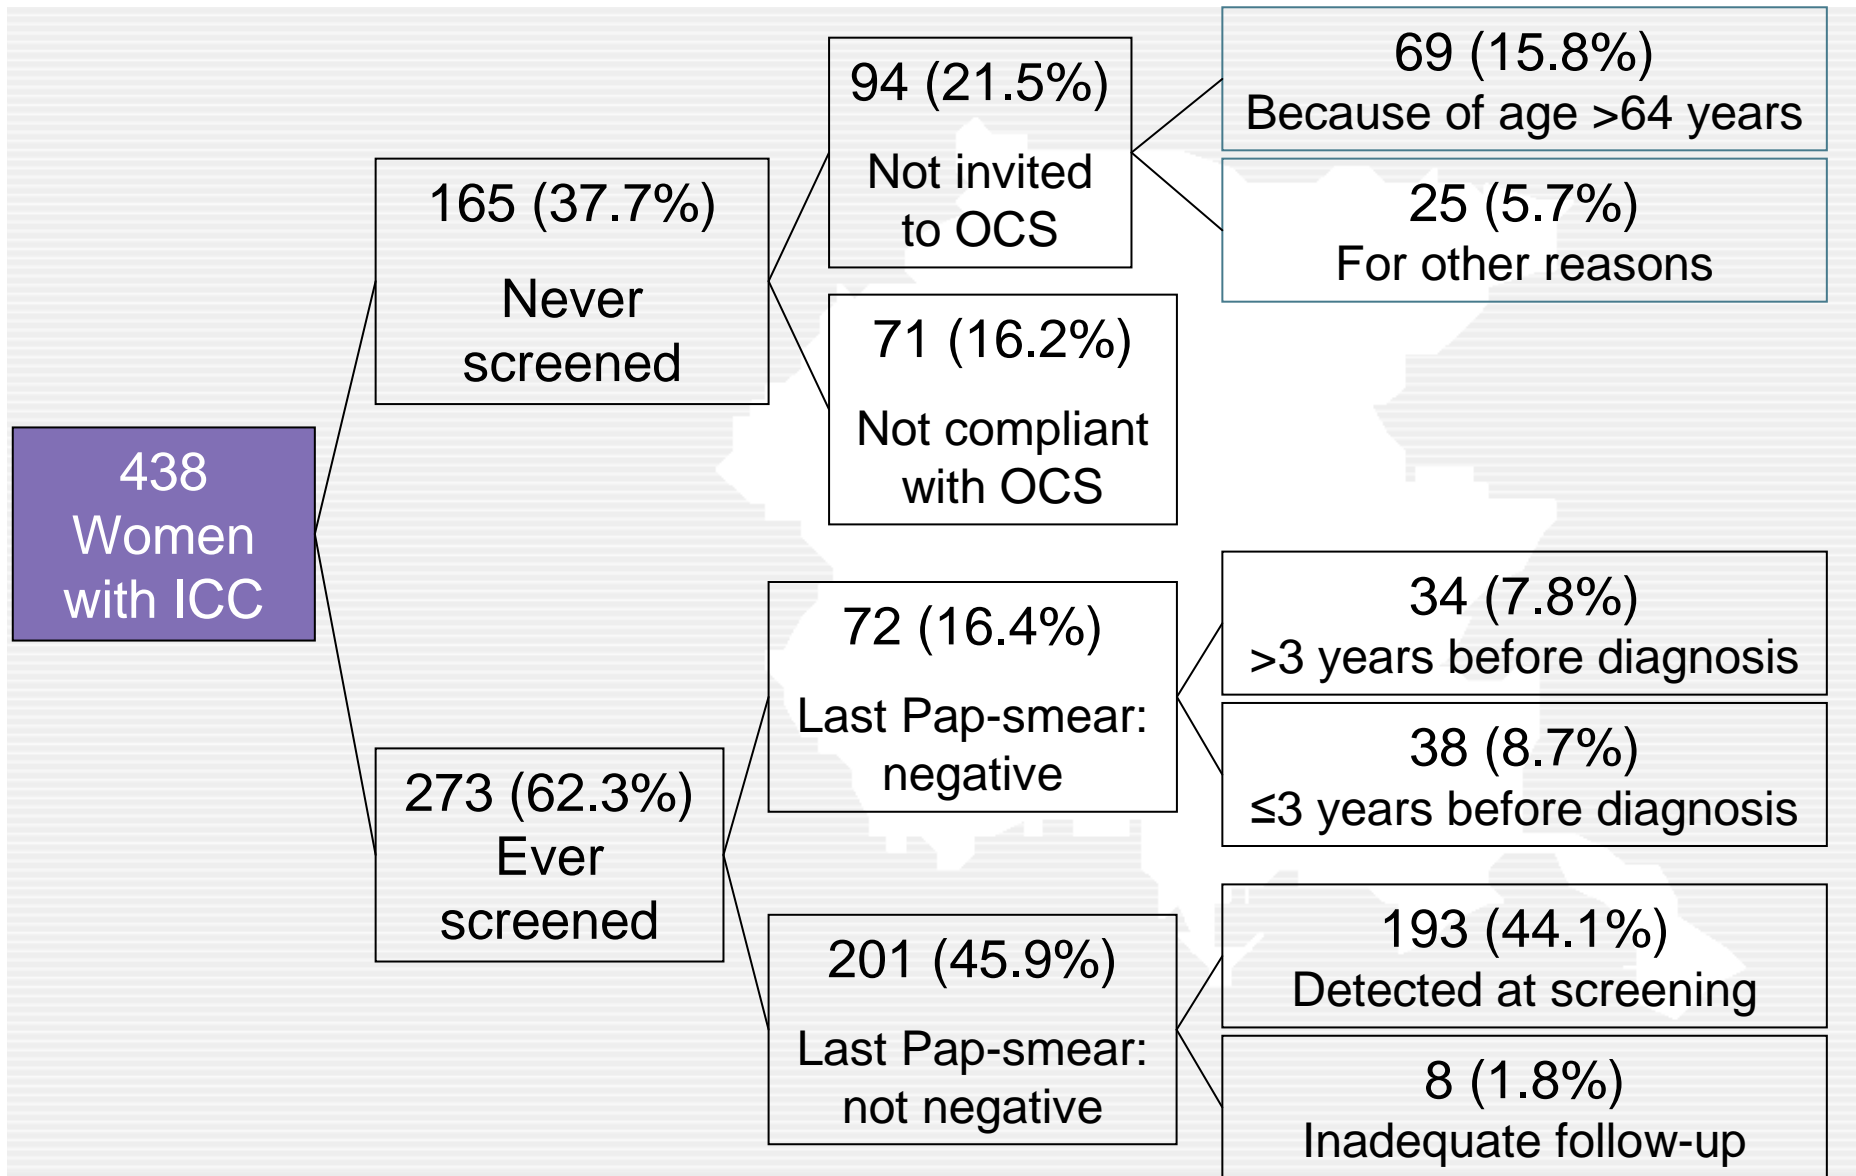 438
Women
with ICC
165 (37.7%)
Never
screened
94 (21.5%)
Not invited
to OCS
69 (15.8%)
Because of age >64 years
25 (5.7%)
For other reasons
71 (16.2%)
Not compliant
with OCS
273 (62.3%)
Ever
screened
72 (16.4%)
Last Pap-smear:
negative
34 (7.8%)
>3 years before diagnosis
38 (8.7%)
≤3 years before diagnosis
201 (45.9%)
Last Pap-smear:
not negative
193 (44.1%)
Detected at screening
8 (1.8%)
Inadequate follow-up